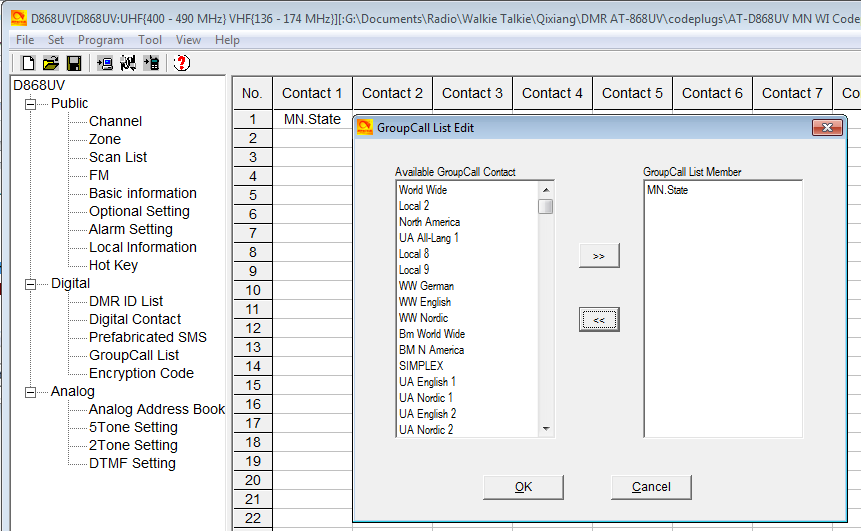 D868UV[D868UV:UHF{400 - 490 MHz} VHF{136 - 174 MHz}][:G:\Documents\Radio\Walkie Talkie\Qixiang\DMR AT-868UV\codeplugs\AT-D868UV MN WI Code
File Set Program Tool View Help
D868UV
Public
Channel
Zone
Scan List
FM
Basic information
Optional Setting
Alarm Setting
Local Information
Hot Key
Digital
DMR ID List
Digital Contact
Prefabricated SMS
GroupCall List
Encryption Code
Analog
Analog Address Book
5Tone Setting
2Tone Setting
DTMF Setting
No. Contact 1 Contact 2 Contact 3 Contact 4 Contact 5 Contact 6 Contact 7 Co
1 MN.State
2
3
4
5
6
7
8
9
10
11
12
13
14
15
16
17
18
19
20
21
22
GroupCall List Edit
Available GroupCall Contact
World Wide
Local 2
North America
UA All-Lang 1
Local 8
Local 9
WW German
WW English
WW Nordic
Bm World Wide
BM N America
SIMPLEX
UA English 1
UA Nordic 1
UA English 2
UA Nordic 2
>>
<<
GroupCall List Member
MN.State
OK Cancel